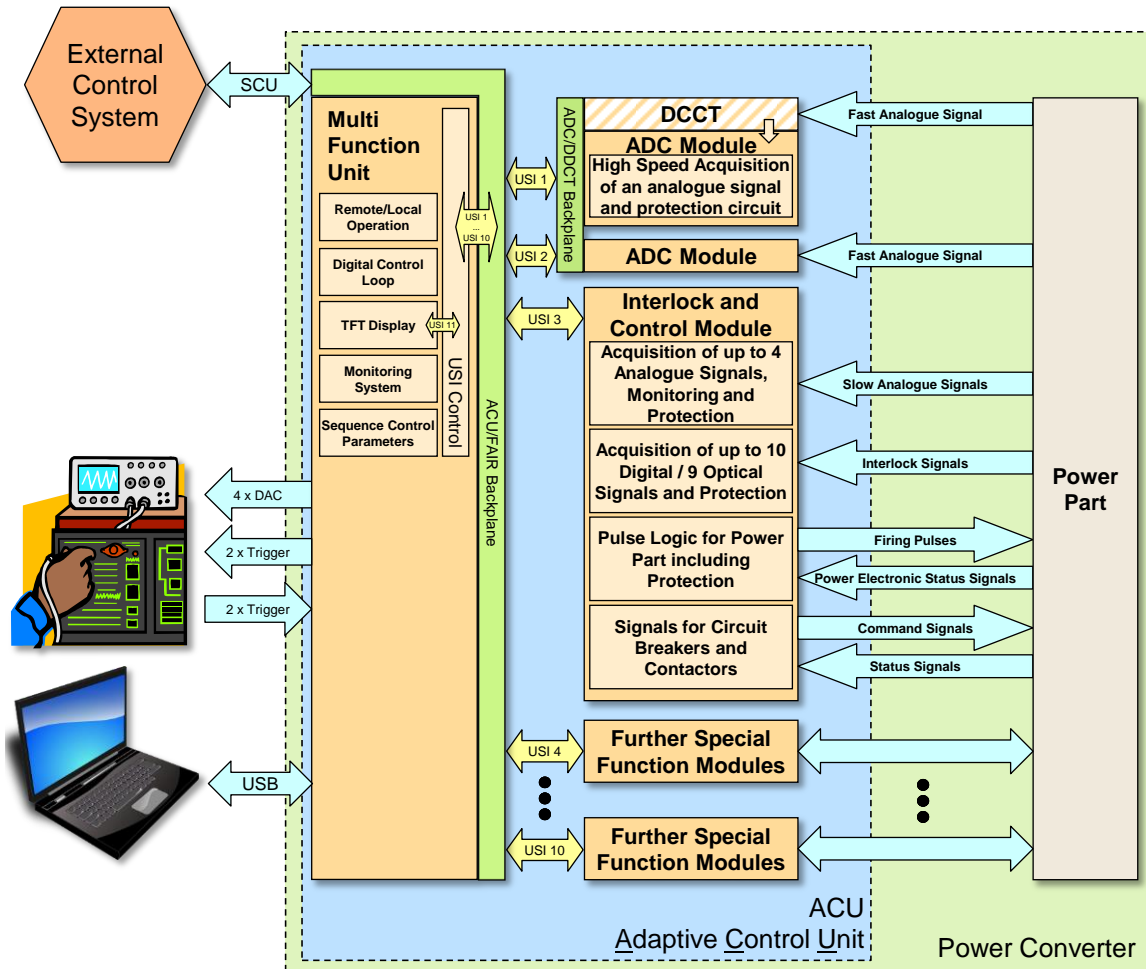 External
Control
System
SCU
Multi
Function
Unit
Remote/Local
Operation
Digital Control
Loop
TFT Display
Monitoring
System
Sequence Control
Parameters
USI Control
USI 1
...
USI 10
USI 11
ACU/FAIR Backplane
4 x DAC
2 x Trigger
2 x Trigger
USB
USI 1
USI 2
USI 3
USI 4
USI 10
ADC/DDCT Backplane
DCCT
ADC Module
High Speed Acquisition
of an analogue signal
and protection circuit
ADC Module
Interlock and
Control Module
Acquisition of up to 4
Analogue Signals,
Monitoring and
Protection
Acquisition of up to 10
Digital / 9 Optical
Signals and Protection
Pulse Logic for Power
Part including
Protection
Signals for Circuit
Breakers and
Contactors
Further Special
Function Modules
Further Special
Function Modules
Fast Analogue Signal
Fast Analogue Signal
Slow Analogue Signals
Interlock Signals
Firing Pulses
Power Electronic Status Signals
Command Signals
Status Signals
Power
Part
ACU
Adaptive Control Unit
Power Converter